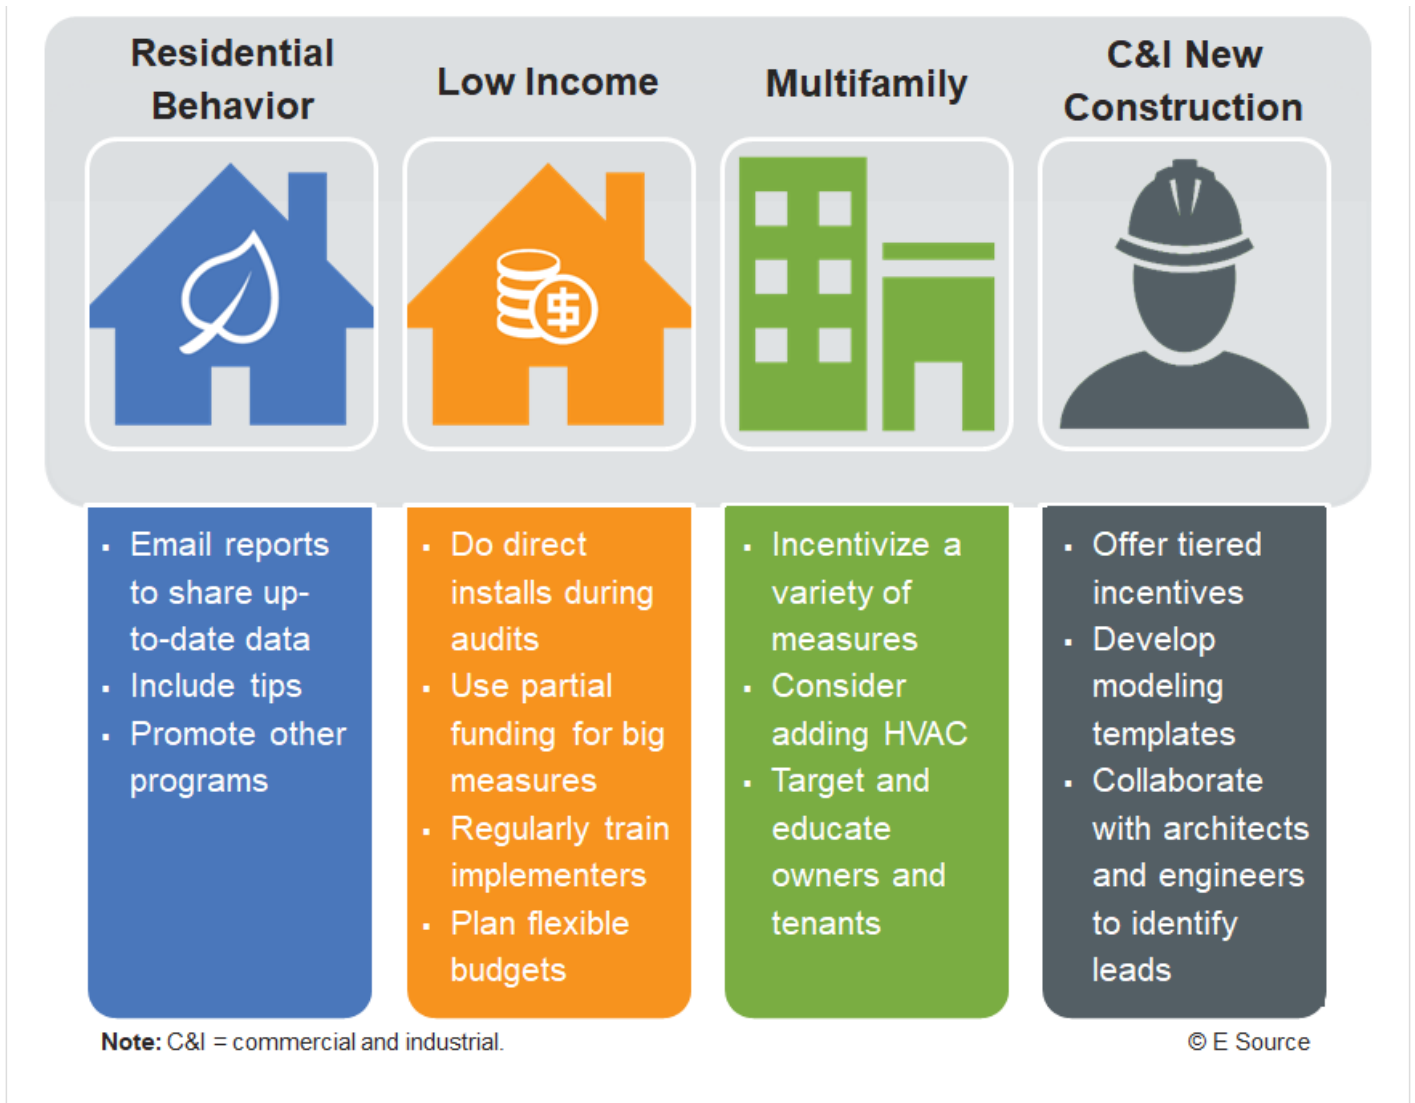 Residential
Behavior
Low Income
Multifamily
C&I New
Construction
$
▪ Email reports
to share up-
to-date data
▪ Include tips
▪ Promote other
programs
▪ Do direct
installs during
audits
▪ Use partial
funding for big
measures
▪ Regularly train
implementers
▪ Plan flexible
budgets
▪ Incentivize a
variety of
measures
▪ Consider
adding HVAC
▪ Target and
educate
owners and
tenants
▪ Offer tiered
incentives
▪ Develop
modeling
templates
▪ Collaborate
with architects
and engineers
to identify
leads
Note: C&I = commercial and industrial.
© E Source